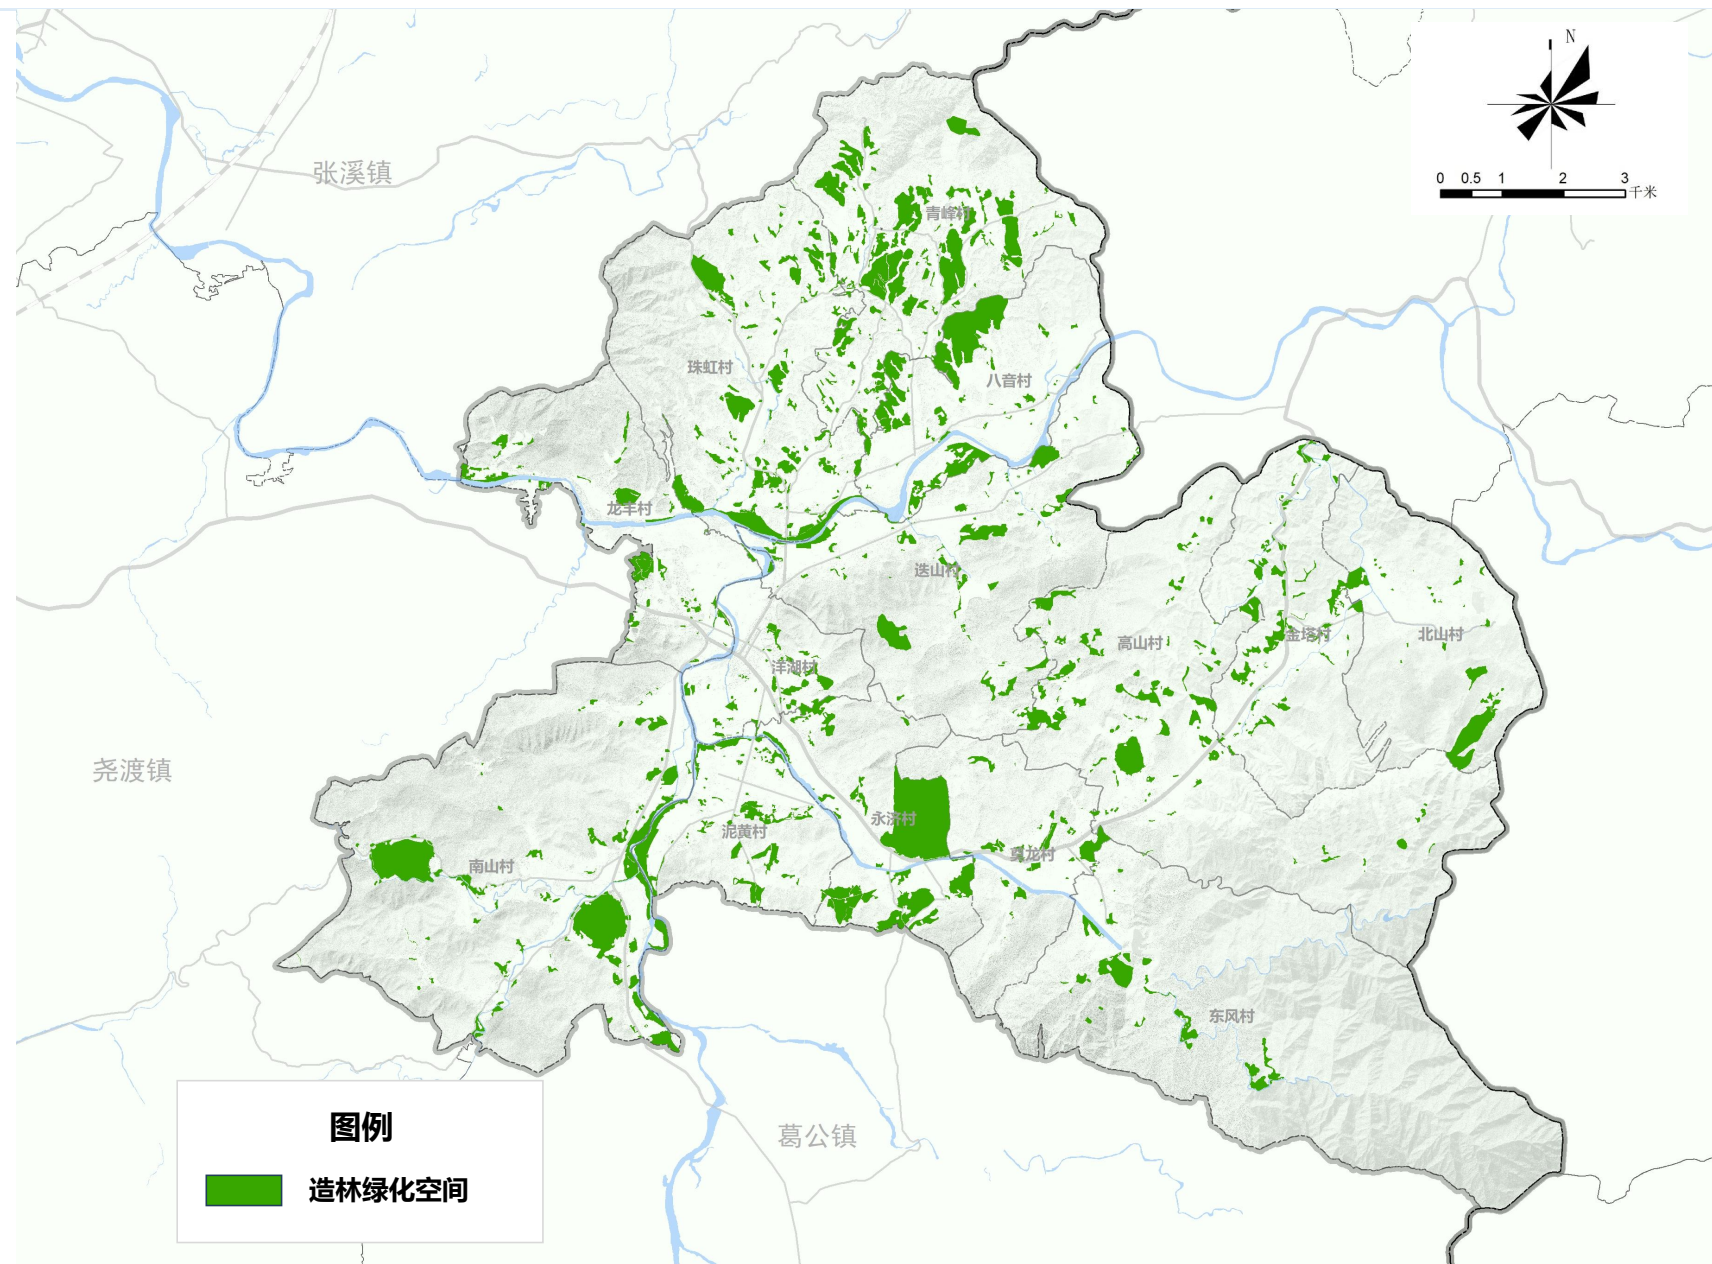 N
0 0.5 1 2 3
千米
张溪镇
青峰村
珠虹村
八音村
龙丰村
迭山村
高山村
金塔村
北山村
洋湖村
尧渡镇
永济村
泥黄村
奠龙村
南山村
东风村
葛公镇
图例
造林绿化空间